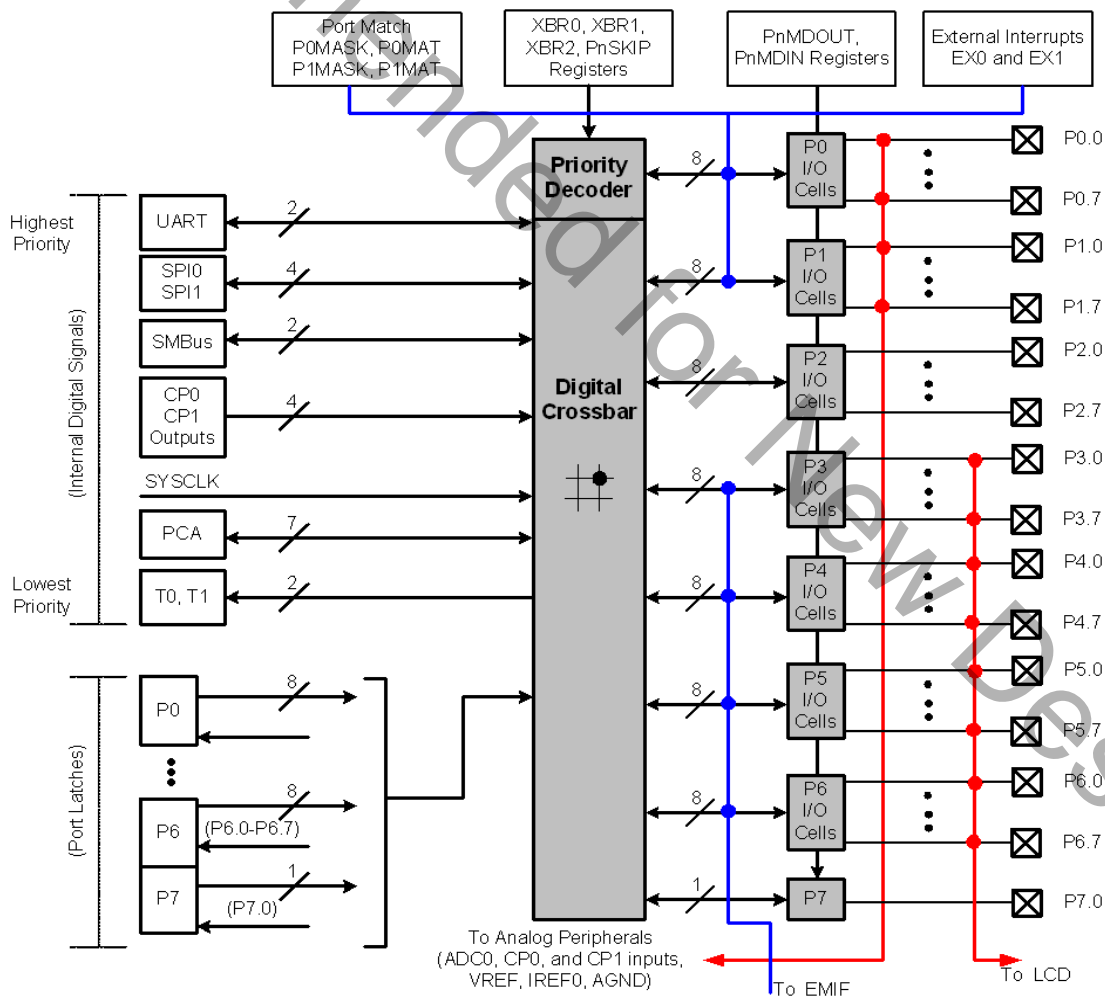 Port Match
P0MASK, P0MAT
P1MASK, P1MAT
XBR0, XBR1,
XBR2, PnSKIP
Registers
PnMDOUT,
PnMDIN Registers
External Interrupts
EX0 and EX1
Highest
Priority
(Internal Digital Signals)
Lowest
Priority
UART
2
SPI0
SPI1
4
SMBus
2
CP0
CP1
Outputs
4
SYSCLK
PCA
7
T0, T1
2
(Port Latches)
P0
8
P6
8
(P6.0-P6.7)
P7
1
(P7.0)
Priority
Decoder
Digital
Crossbar
8
P0
I/O
Cells
P0.0
P0.7
8
P1
I/O
Cells
P1.0
P1.7
8
P2
I/O
Cells
P2.0
P2.7
8
P3
I/O
Cells
P3.0
P3.7
8
P4
I/O
Cells
P4.0
P4.7
8
P5
I/O
Cells
P5.0
P5.7
8
P6
I/O
Cells
P6.0
P6.7
1
P7
P7.0
To Analog Peripherals
(ADC0, CP0, and CP1 inputs,
VREF, IREF0, AGND)
To EMIF
To LCD
for New